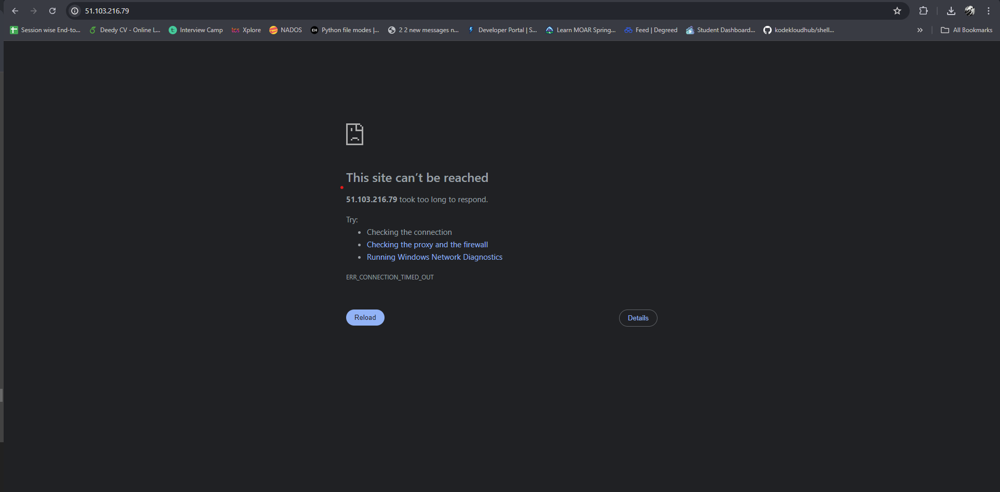 51.103.216.79
Session wise End-to... Deedy CV - Online L... Interview Camp tcs Xplore NADOS EH Python file modes |... 2 2 new messages n... Developer Portal | S... Learn MOAR Spring... Feed | Degreed Student Dashboard... kodekloudhub/shell... » All Bookmarks
This site can’t be reached
51.103.216.79 took too long to respond.
Try:
• Checking the connection
• Checking the proxy and the firewall
• Running Windows Network Diagnostics
ERR_CONNECTION_TIMED_OUT
Reload Details